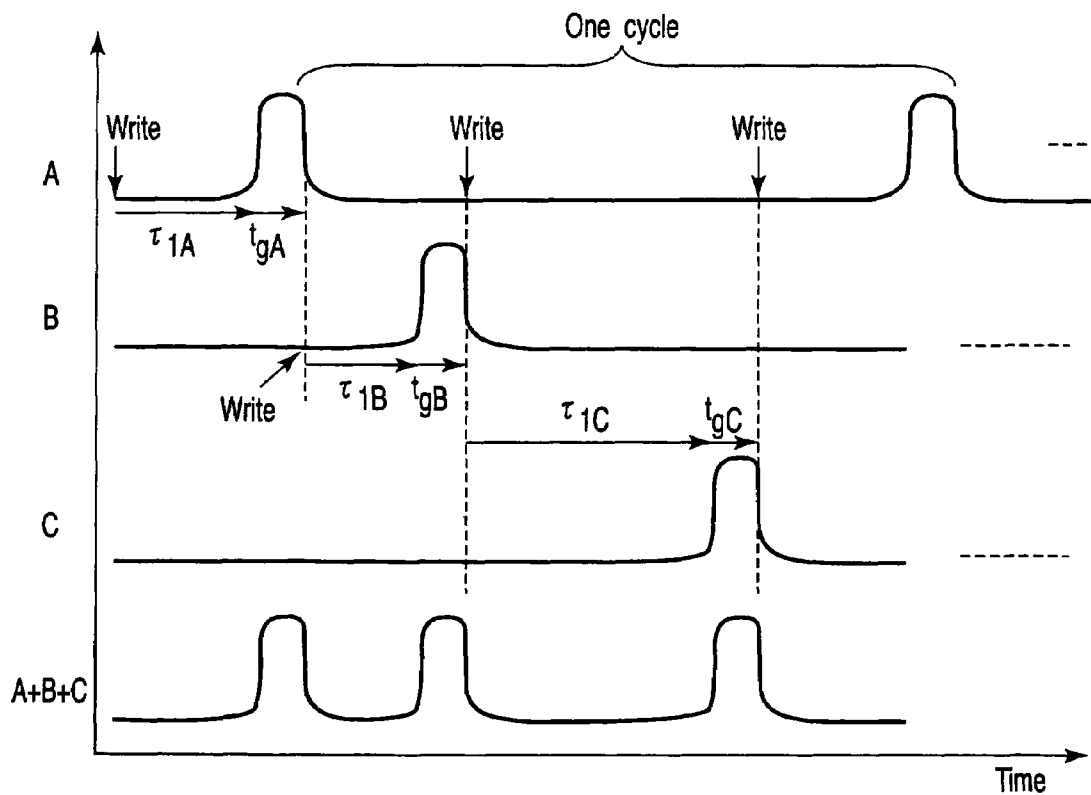 One cycle
Write
Write
Write
A
τ1A
tgA
B
Write
τ1B
tgB
τ1C
tgC
C
A+B+C
Time